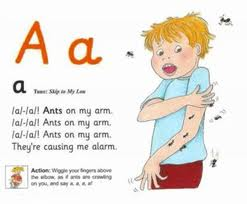 A a
a Tune: Skip to My Lou
/a/-/a/! Ants on my arm.
/a/-/a/! Ants on my arm.
/a/-/a/! Ants on my arm.
They're causing me alarm.
Action: Wiggle your fingers above
the elbow, as if ants are crawling
on you, and say a, a, a, a!